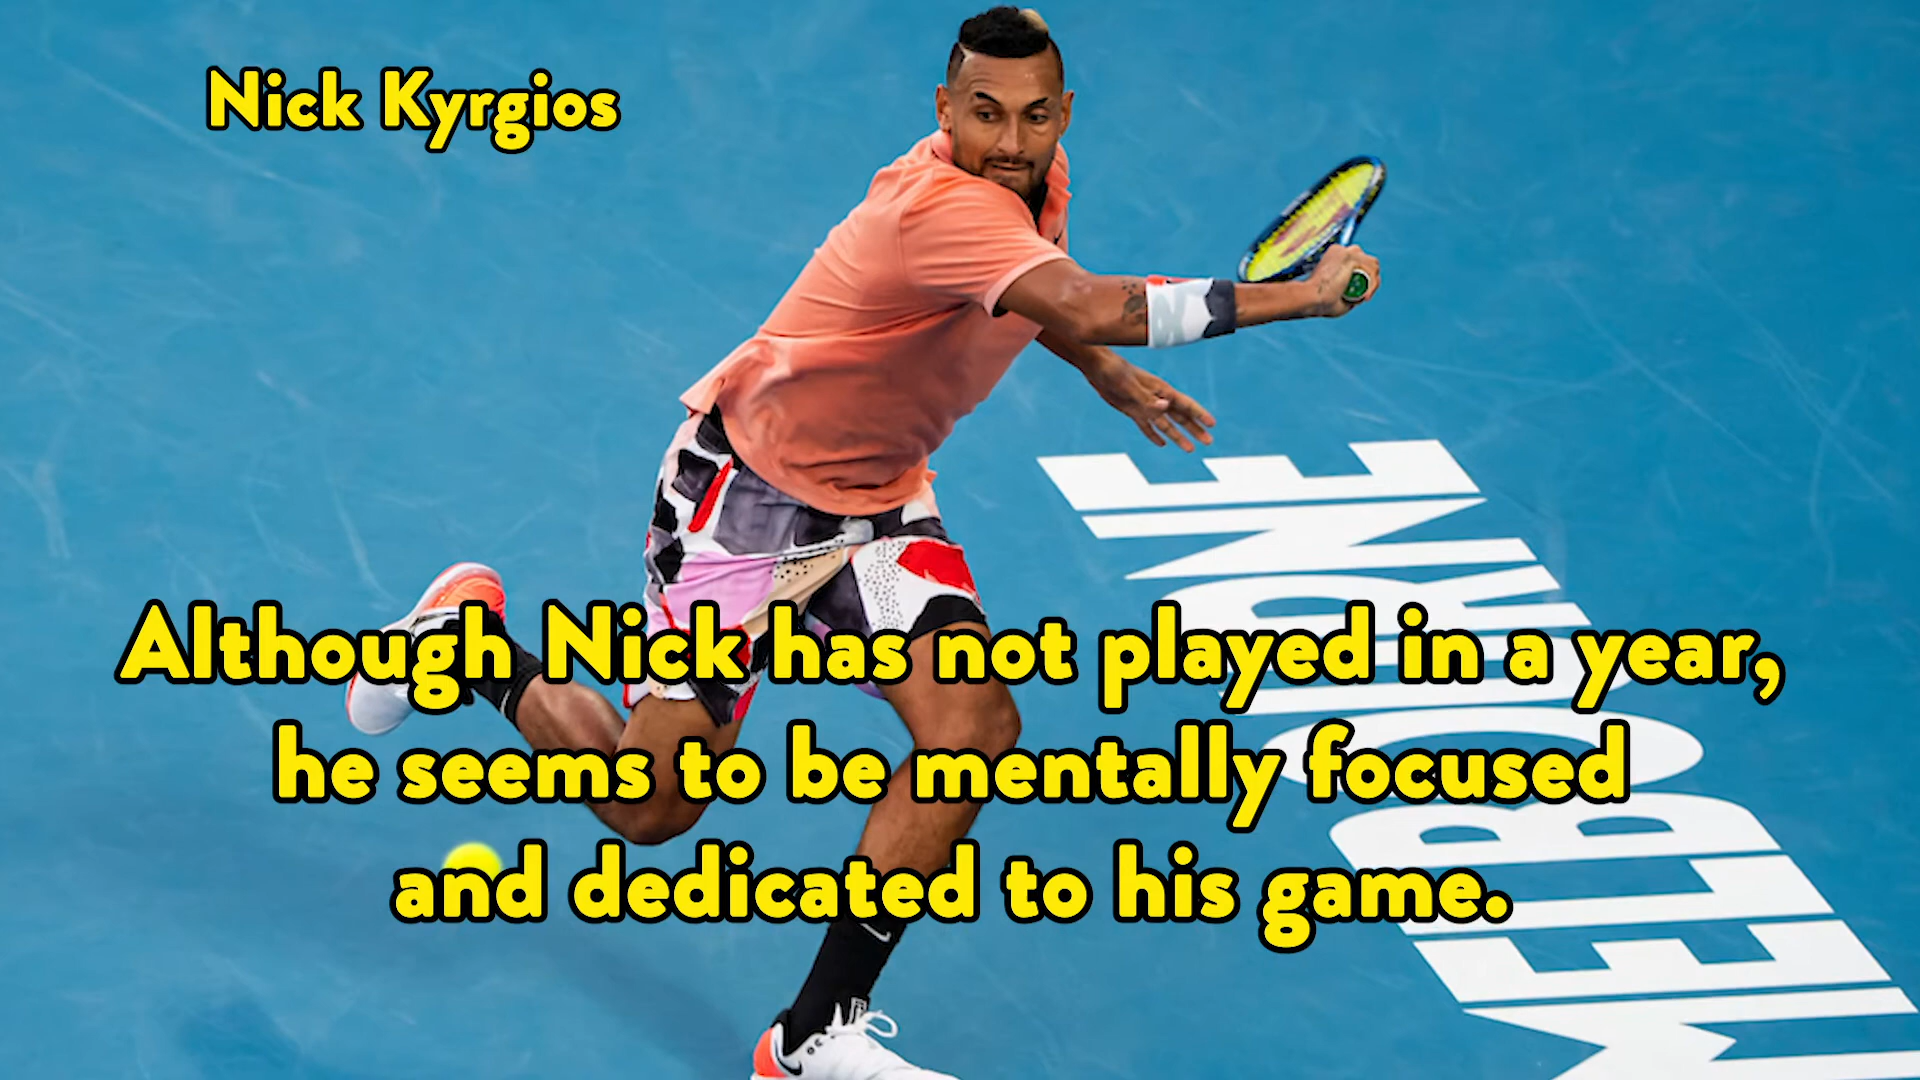 Nick Kyrgios
MELBOURNE
Although Nick has not played in a year,
he seems to be mentally focused
and dedicated to his game.